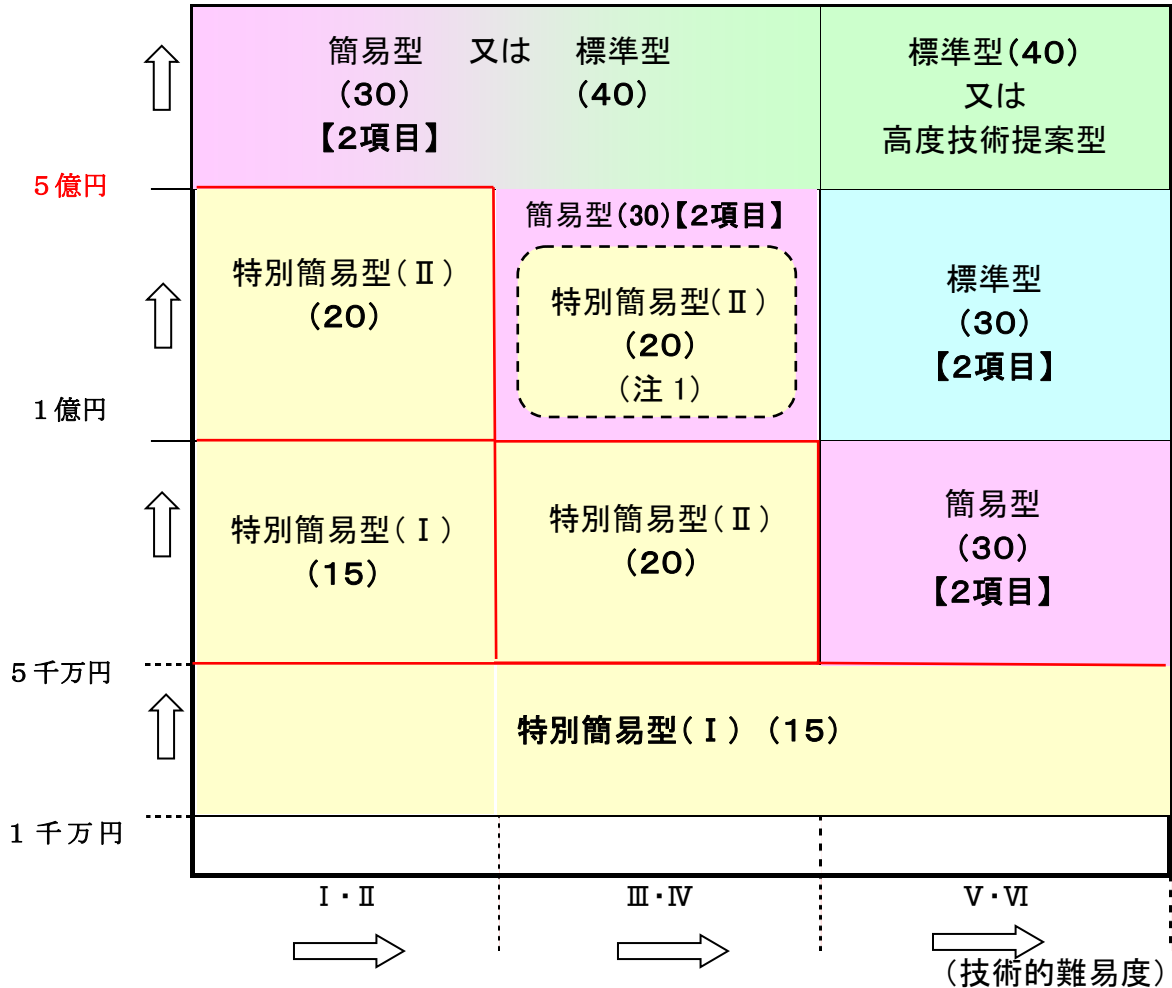 簡易型 又は 標準型
(30) (40)
【2項目】
標準型(40)
又は
高度技術提案型
５億円
簡易型(30)【2項目】
特別簡易型(Ⅱ)
(20)
特別簡易型(Ⅱ)
(20)
(注1)
標準型
(30)
【2項目】
１億円
特別簡易型(Ⅰ)
(15)
特別簡易型(Ⅱ)
(20)
簡易型
(30)
【2項目】
５千万円
特別簡易型(Ⅰ) (15)
１千万円
Ⅰ・Ⅱ Ⅲ・Ⅳ Ⅴ・Ⅵ
(技術的難易度)